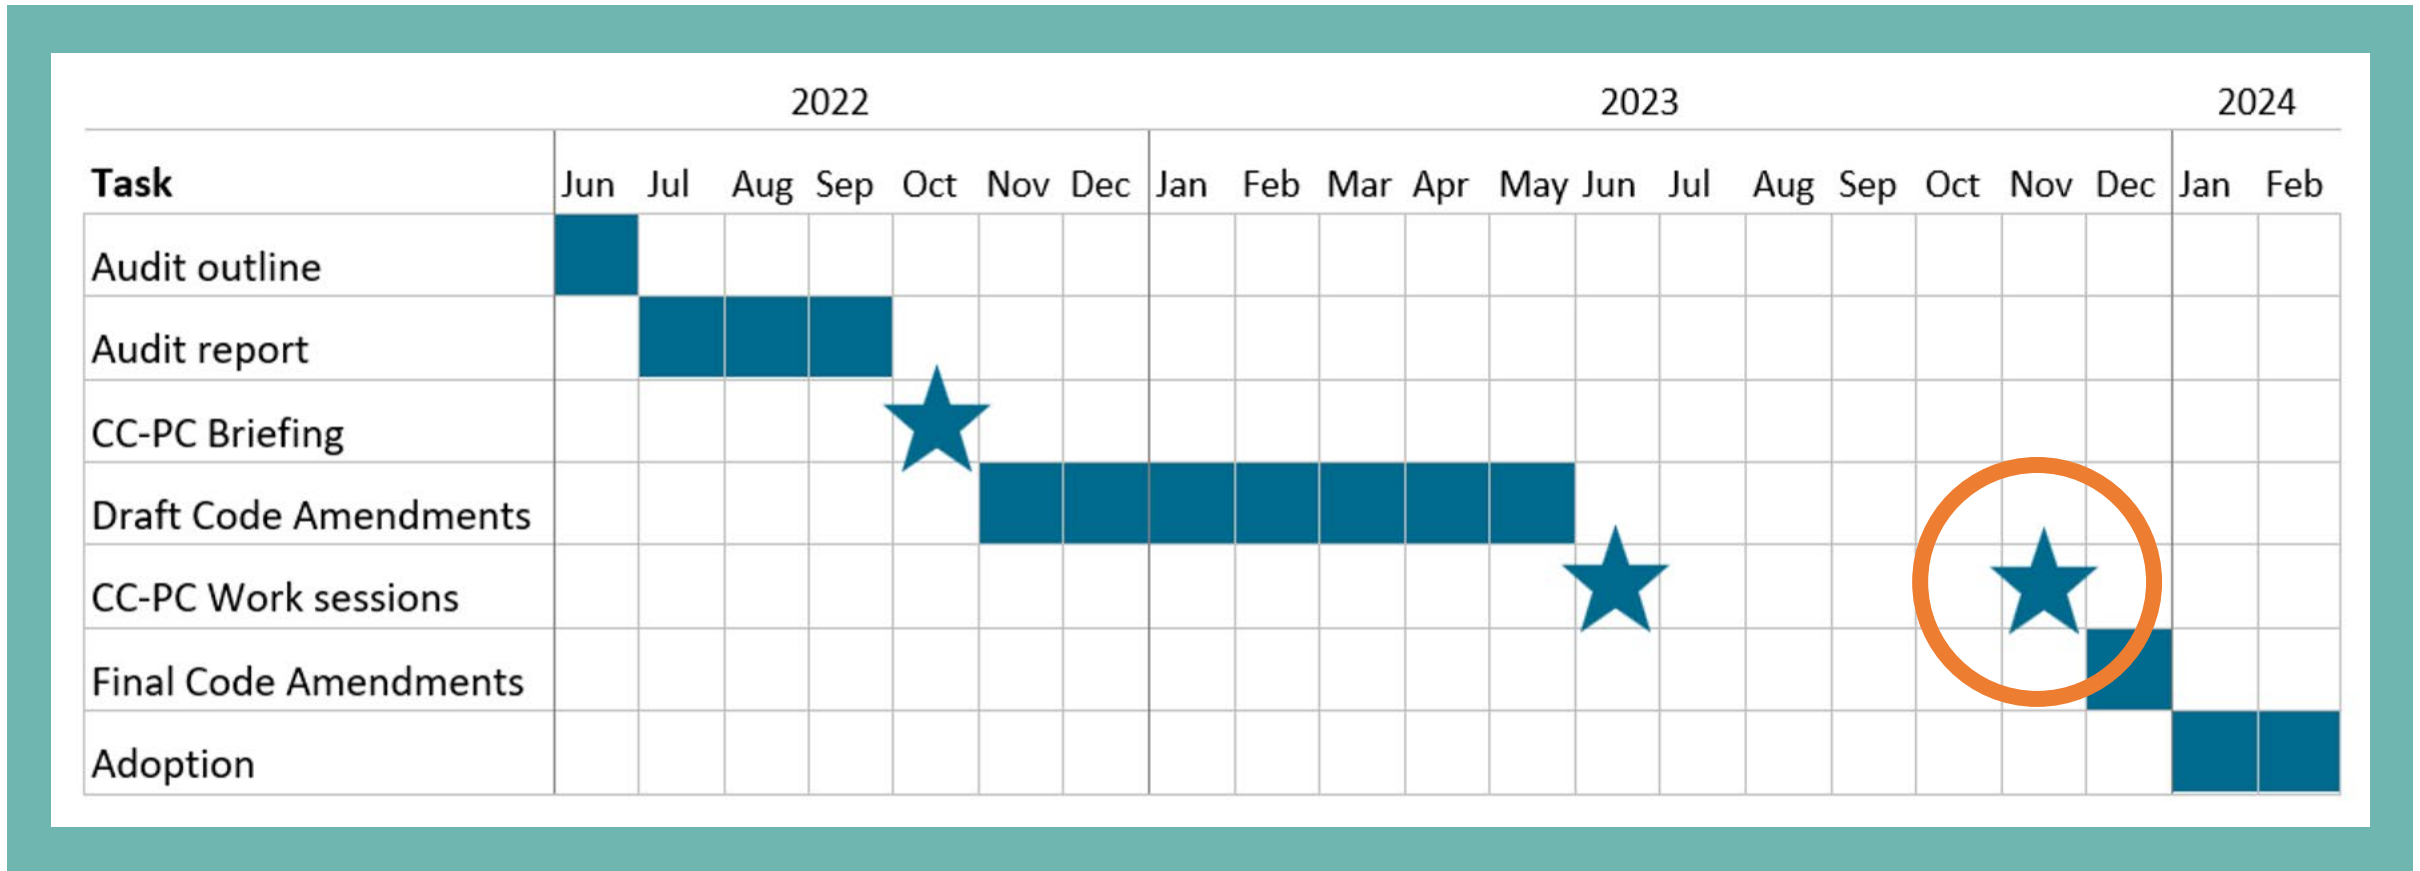 2022 2023 2024
Task Jun Jul Aug Sep Oct Nov Dec Jan Feb Mar Apr May Jun Jul Aug Sep Oct Nov Dec Jan Feb
Audit outline
Audit report
CC-PC Briefing
Draft Code Amendments
CC-PC Work sessions
Final Code Amendments
Adoption